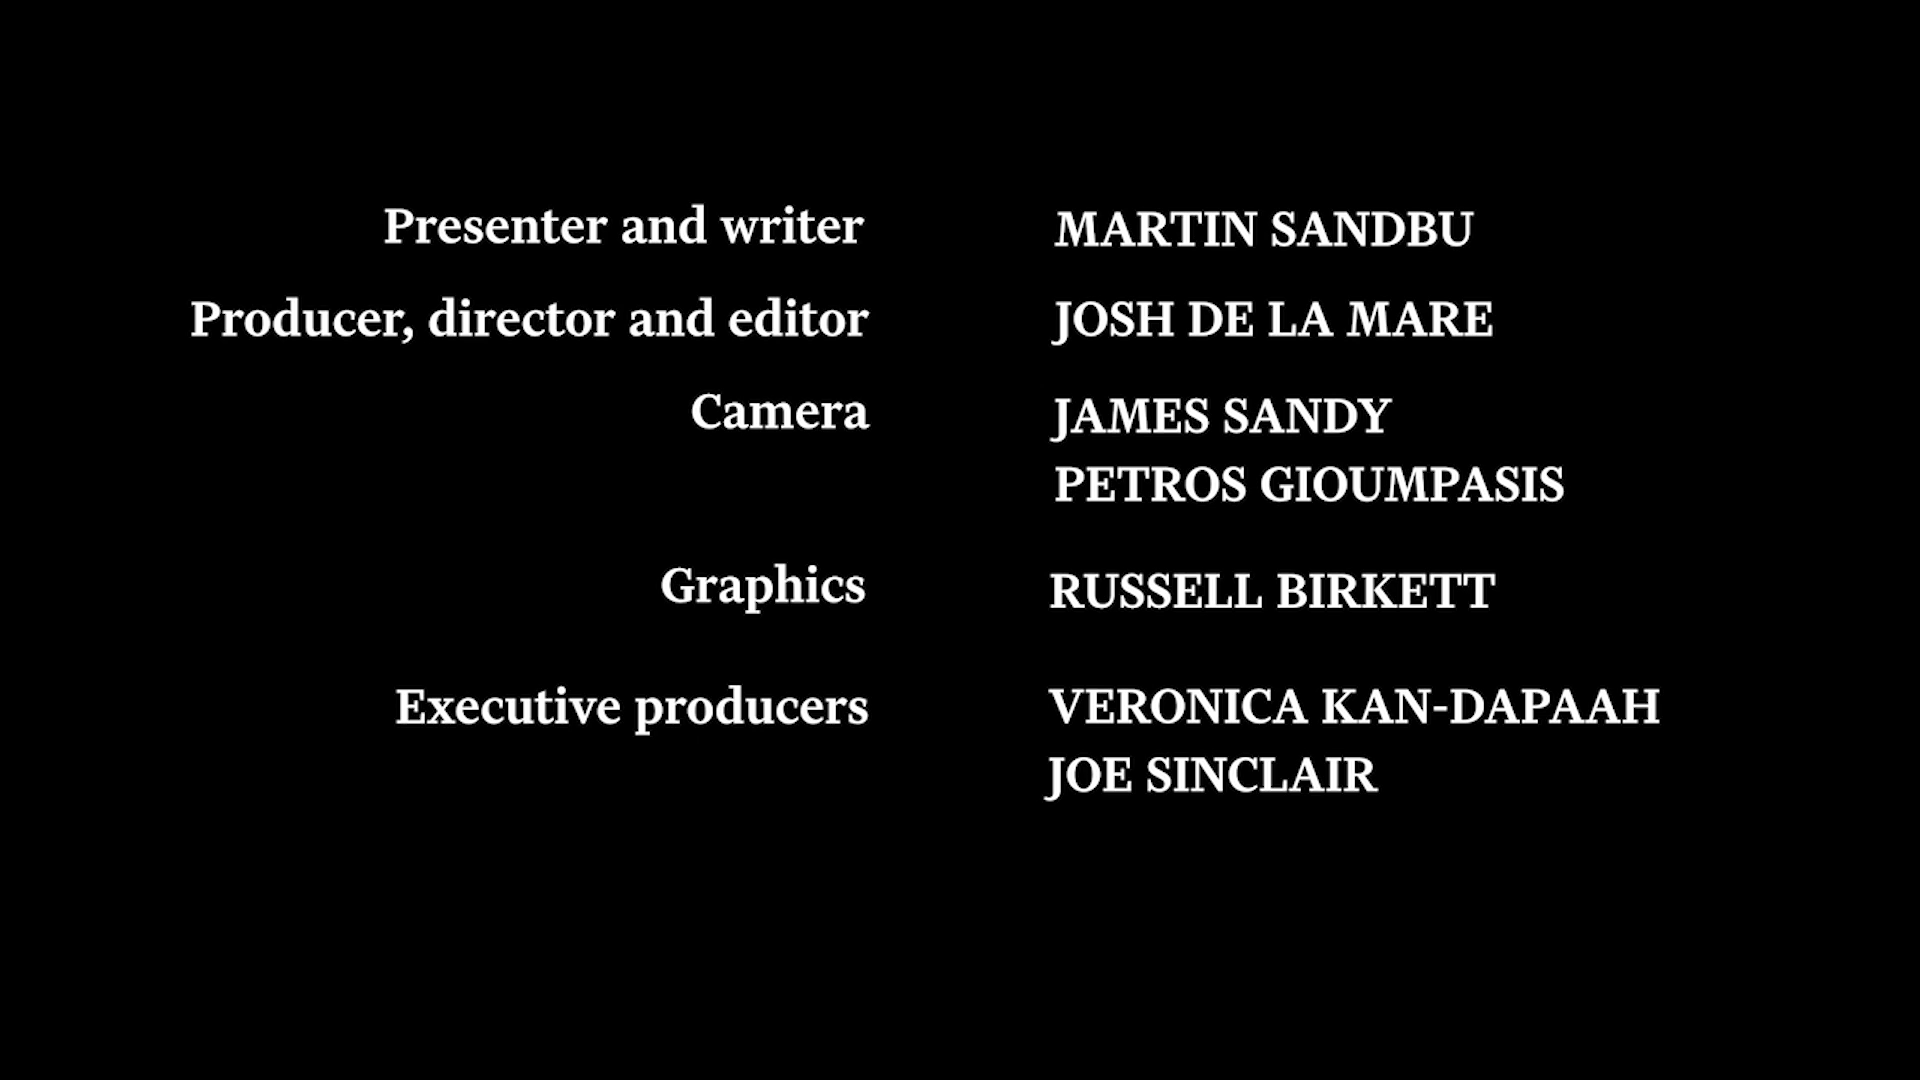 Presenter and writer MARTIN SANDBU
Producer, director and editor JOSH DE LA MARE
Camera JAMES SANDY
PETROS GIOUMPASIS
Graphics RUSSELL BIRKETT
Executive producers VERONICA KAN-DAPAAH
JOE SINCLAIR